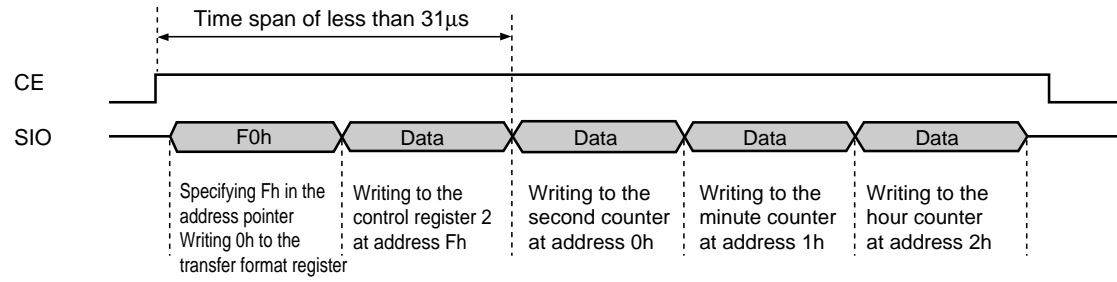 Time span of less than 31μs
CE
SIO
F0h
Data
Data
Data
Data
Specifying Fh in the
address pointer
Writing 0h to the
transfer format register
Writing to the
control register 2
at address Fh
Writing to the
second counter
at address 0h
Writing to the
minute counter
at address 1h
Writing to the
hour counter
at address 2h